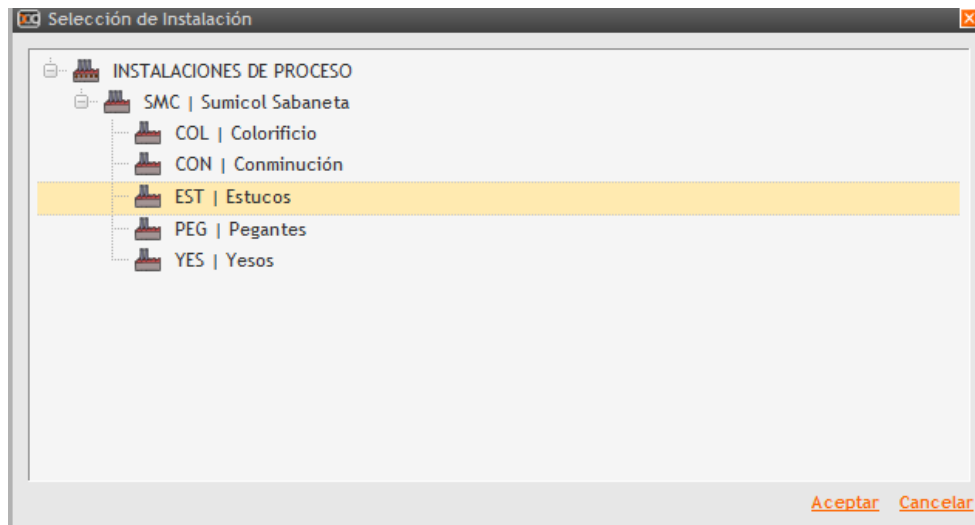 Selección de Instalación
INSTALACIONES DE PROCESO
SMC | Sumicol Sabaneta
COL | Colorificio
CON | Conminución
EST | Estucos
PEG | Pegantes
YES | Yesos
Aceptar Cancelar